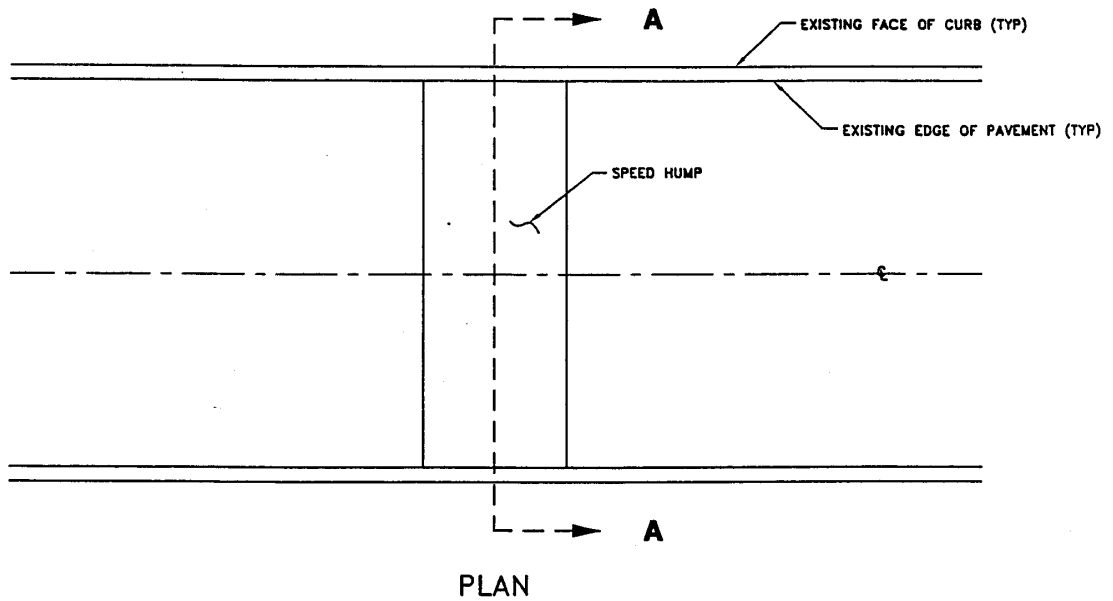 A
EXISTING FACE OF CURB (TYP)
EXISTING EDGE OF PAVEMENT (TYP)
SPEED HUMP
℄
A
PLAN